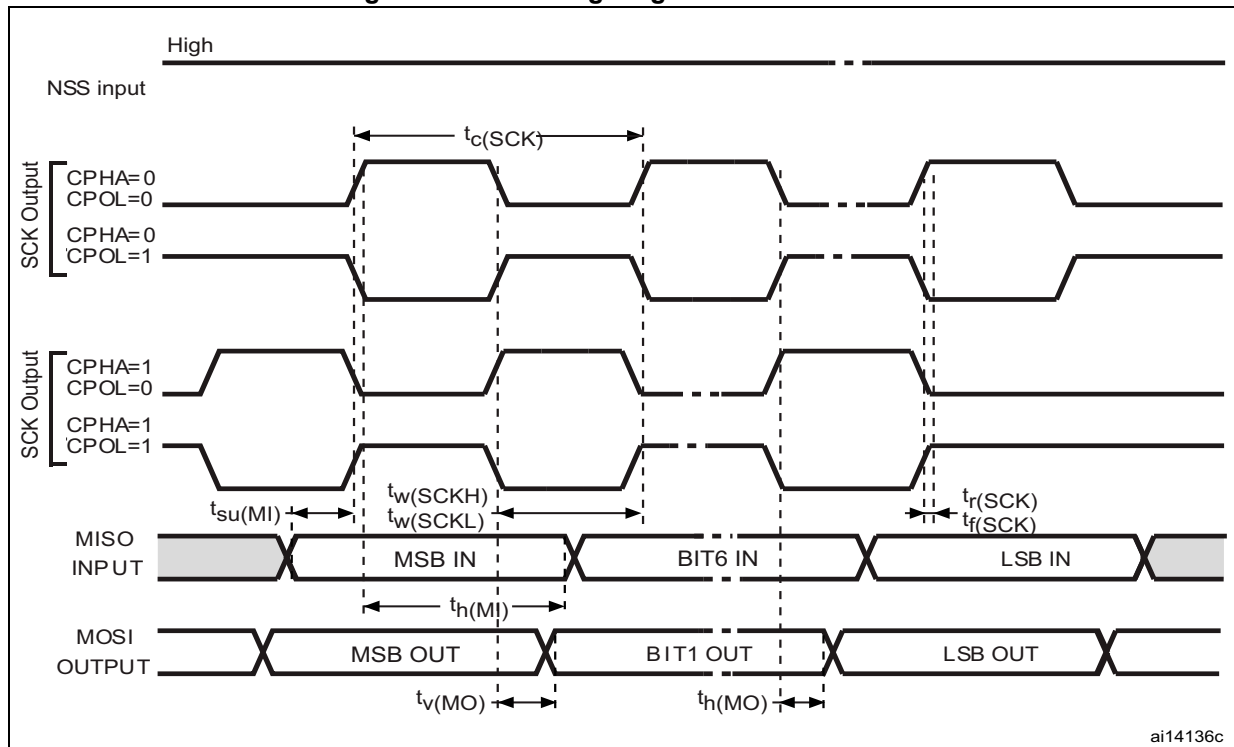 High
NSS input
tc(SCK)
SCK Output
CPHA=0
CPOL=0
CPHA=0
CPOL=1
SCK Output
CPHA=1
CPOL=0
CPHA=1
CPOL=1
tsu(MI)
tw(SCKH)
tw(SCKL)
tr(SCK)
tf(SCK)
MISO
INPUT
MSB IN
BIT6 IN
LSB IN
th(MI)
MOSI
OUTPUT
MSB OUT
BIT1 OUT
LSB OUT
tv(MO)
th(MO)
ai14136c